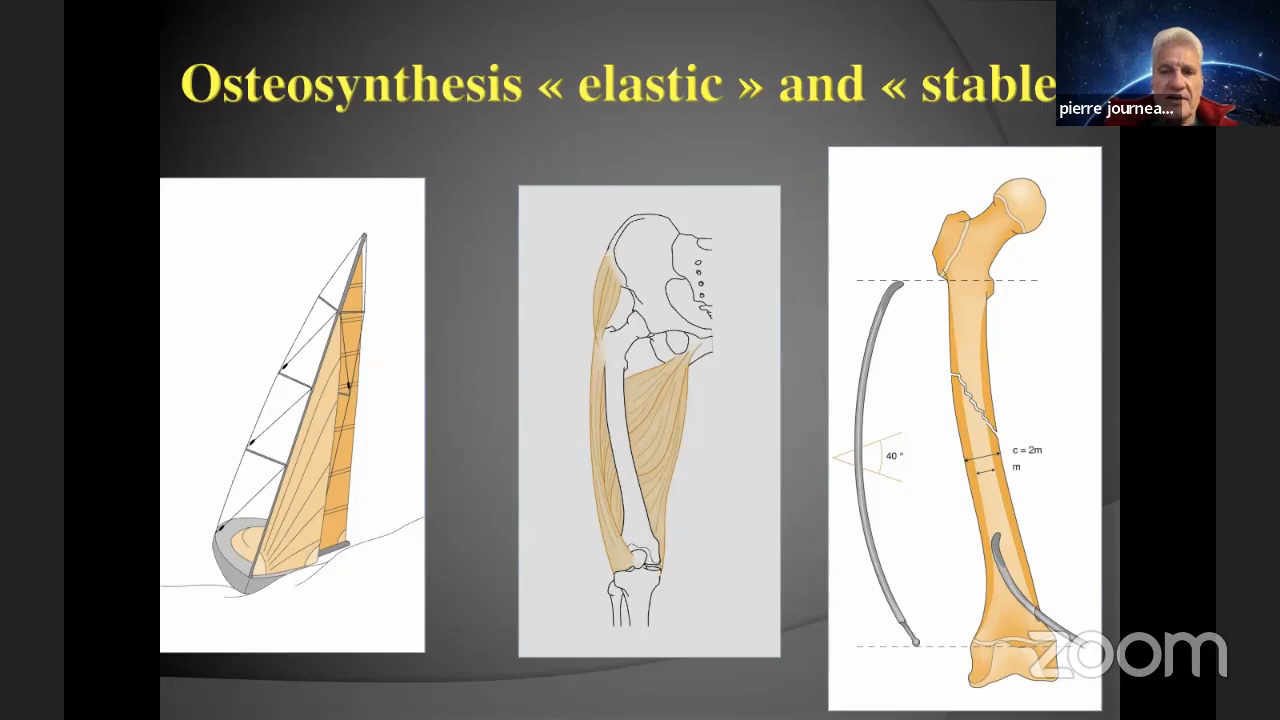 Osteosynthesis « elastic » and « stable
pierre journea...
40 °
c = 2m
m
zoom